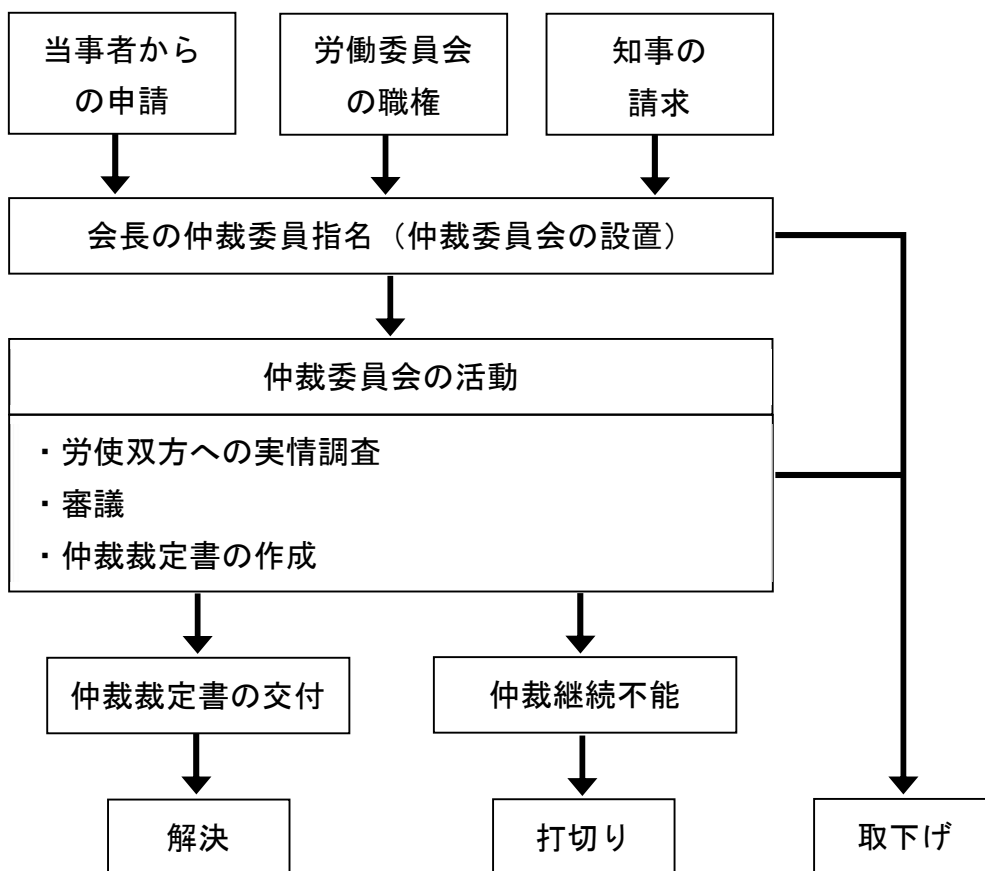 当事者から
の申請
労働委員会
の職権
知事の
請求
会長の仲裁委員指名（仲裁委員会の設置）
仲裁委員会の活動
・労使双方への実情調査
・審議
・仲裁裁定書の作成
仲裁裁定書の交付
仲裁継続不能
解決
打切り
取下げ